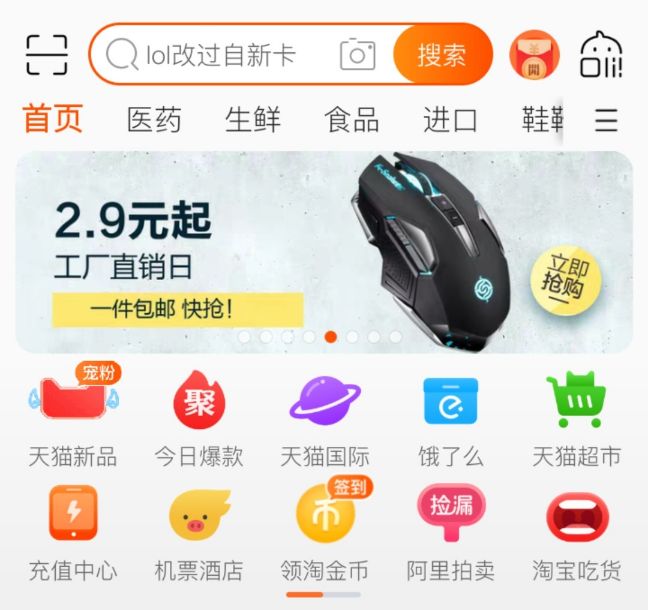 lol改过自新卡
搜索
開
Oli!
首页
医药
生鲜
食品
进口
2.9元起
工厂直销日
一件包邮 快抢!
立即
抢购
宠粉
聚
天猫新品
今日爆款
天猫国际
饿了么
天猫超市
签到
捡漏
充值中心
机票酒店
领淘金币
阿里拍卖
淘宝吃货